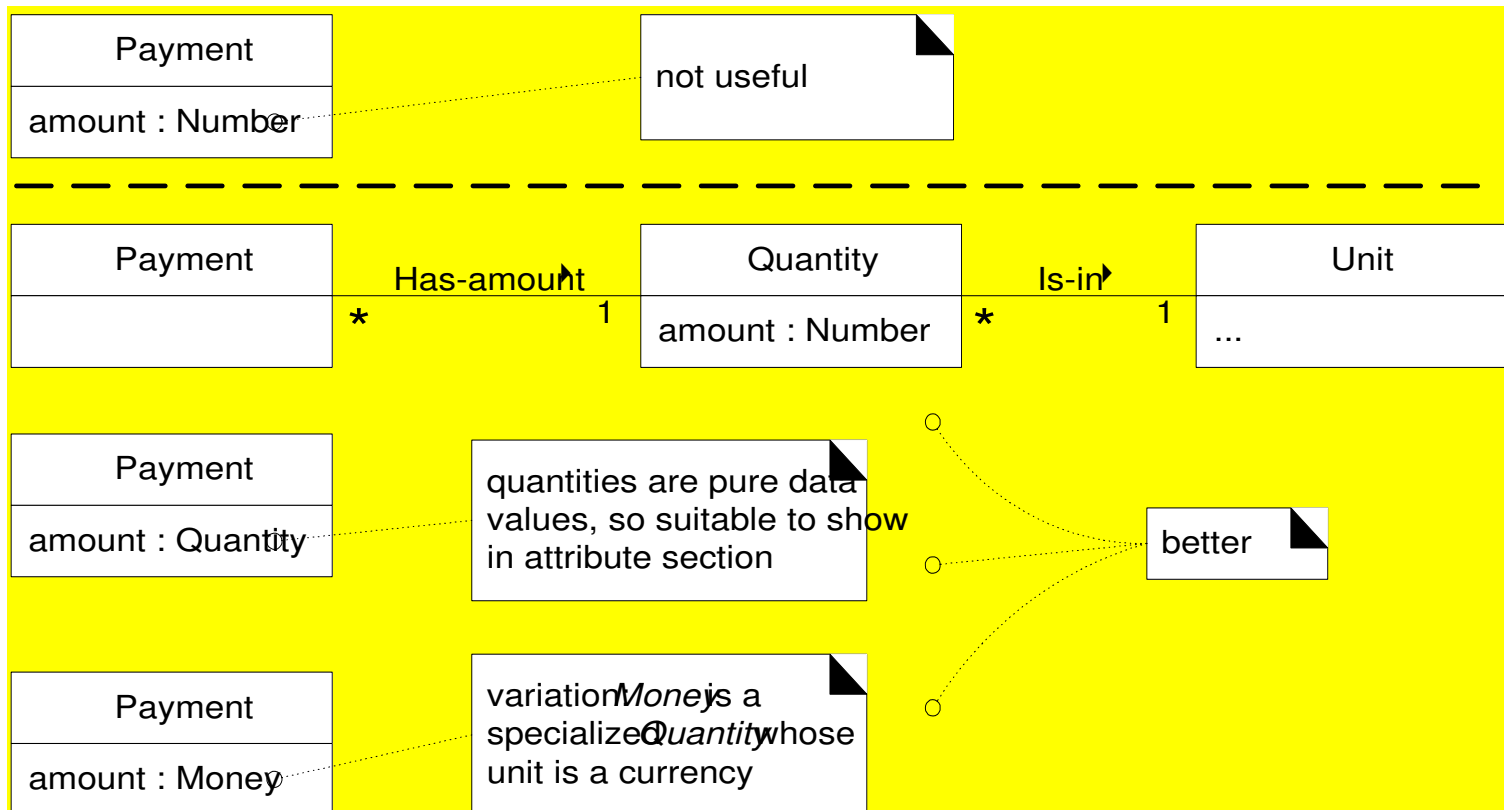 Payment
amount : Number
not useful
Payment
Has-amount
*
1
Quantity
amount : Number
Is-in
*
1
Unit
...
Payment
amount : Quantity
quantities are pure data
values, so suitable to show
in attribute section
better
Payment
amount : Money
variation: Money is a
specialized Quantity whose
unit is a currency